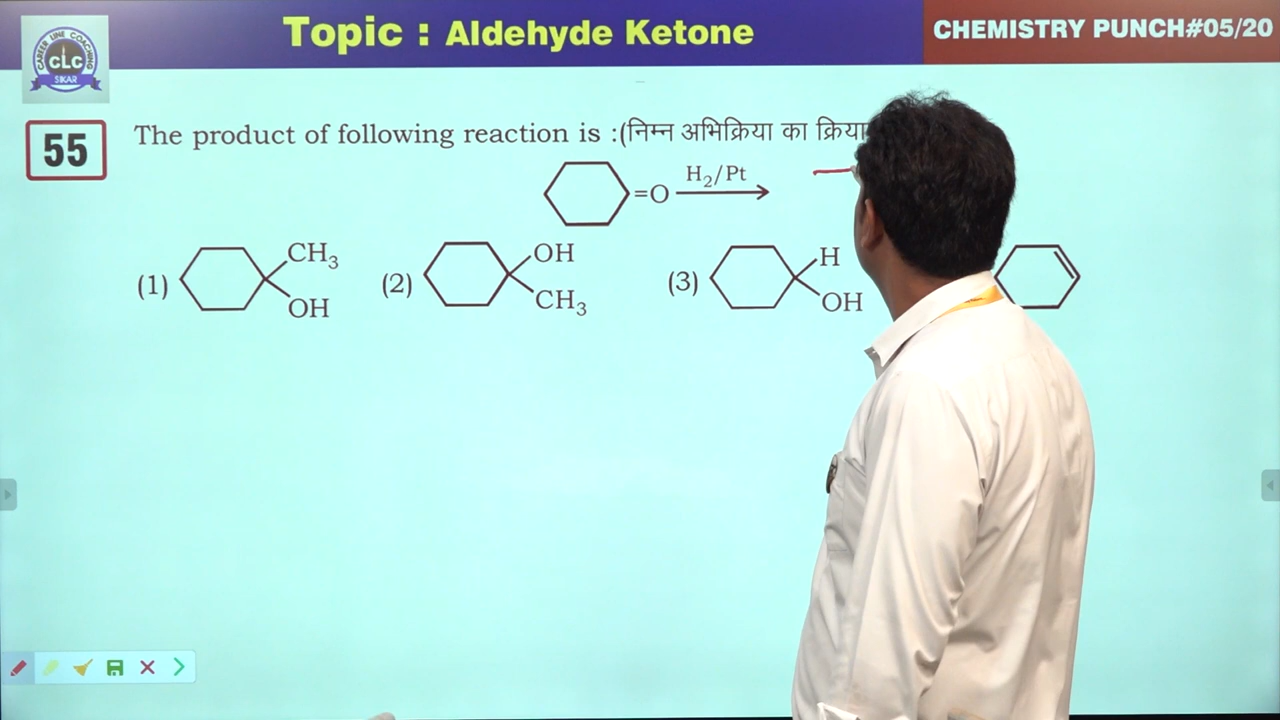 Topic : Aldehyde Ketone
CHEMISTRY PUNCH#05/20
CAREER LINE COACHING
CLC
SIKAR
55
The product of following reaction is :(निम्न अभिक्रिया का क्रिया
=O H₂/Pt
(1) CH₃ OH
(2) OH CH₃
(3) H OH